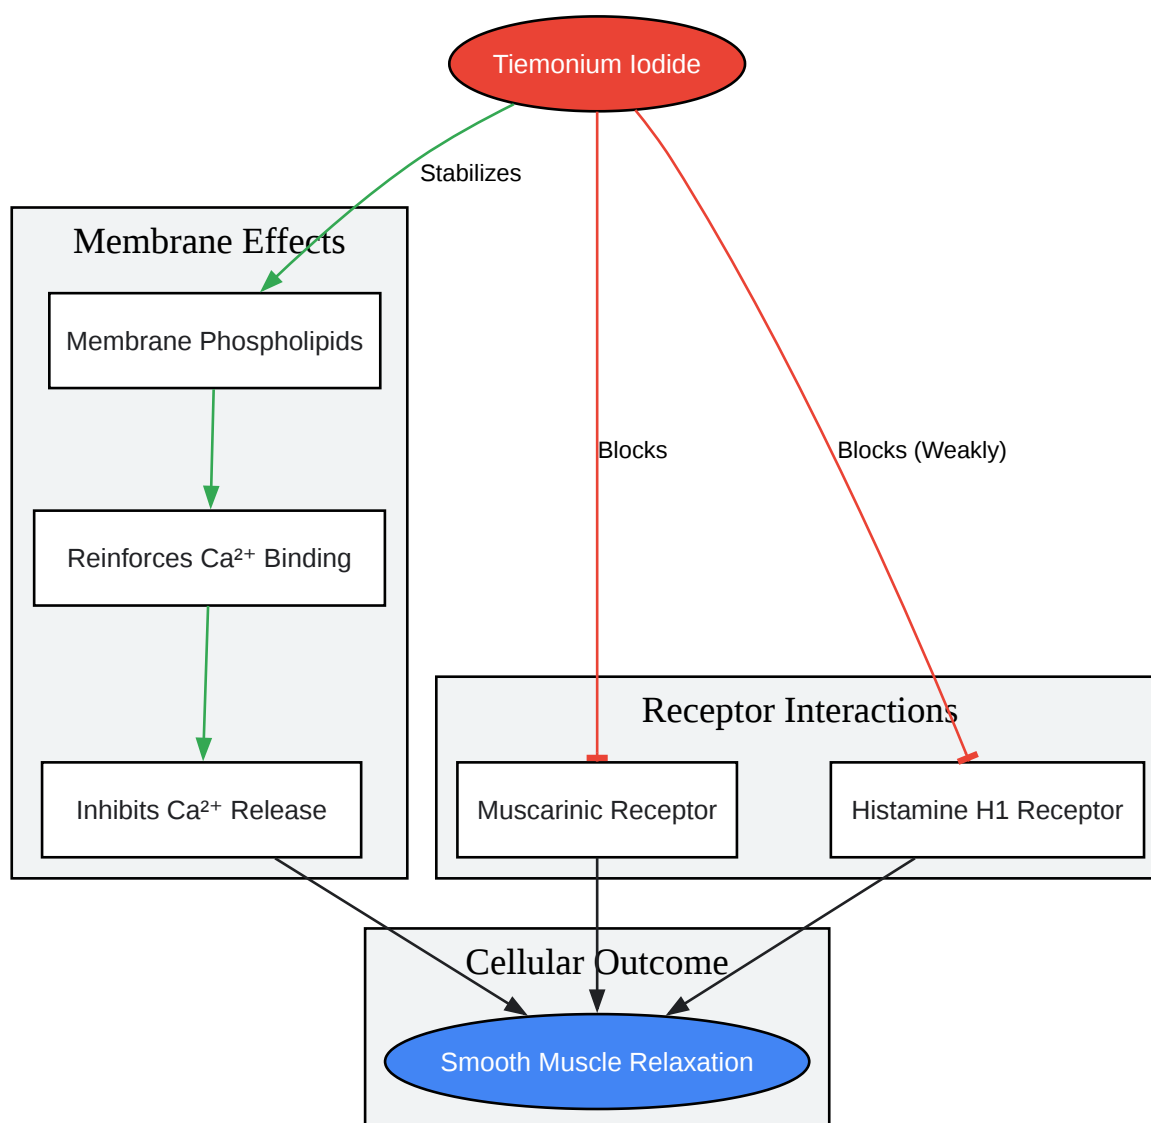 Tiemonium Iodide
Stabilizes
Membrane Effects
Membrane Phospholipids
Blocks
Blocks (Weakly)
Reinforces Ca²⁺ Binding
Receptor Interactions
Inhibits Ca²⁺ Release
Muscarinic Receptor
Histamine H1 Receptor
Cellular Outcome
Smooth Muscle Relaxation